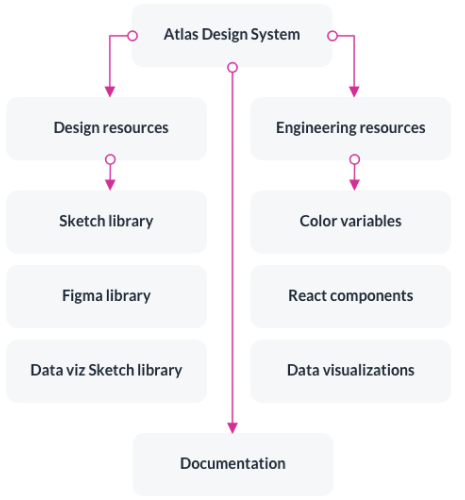 Atlas Design System
Design resources
Engineering resources
Sketch library
Color variables
Figma library
React components
Data viz Sketch library
Data visualizations
Documentation